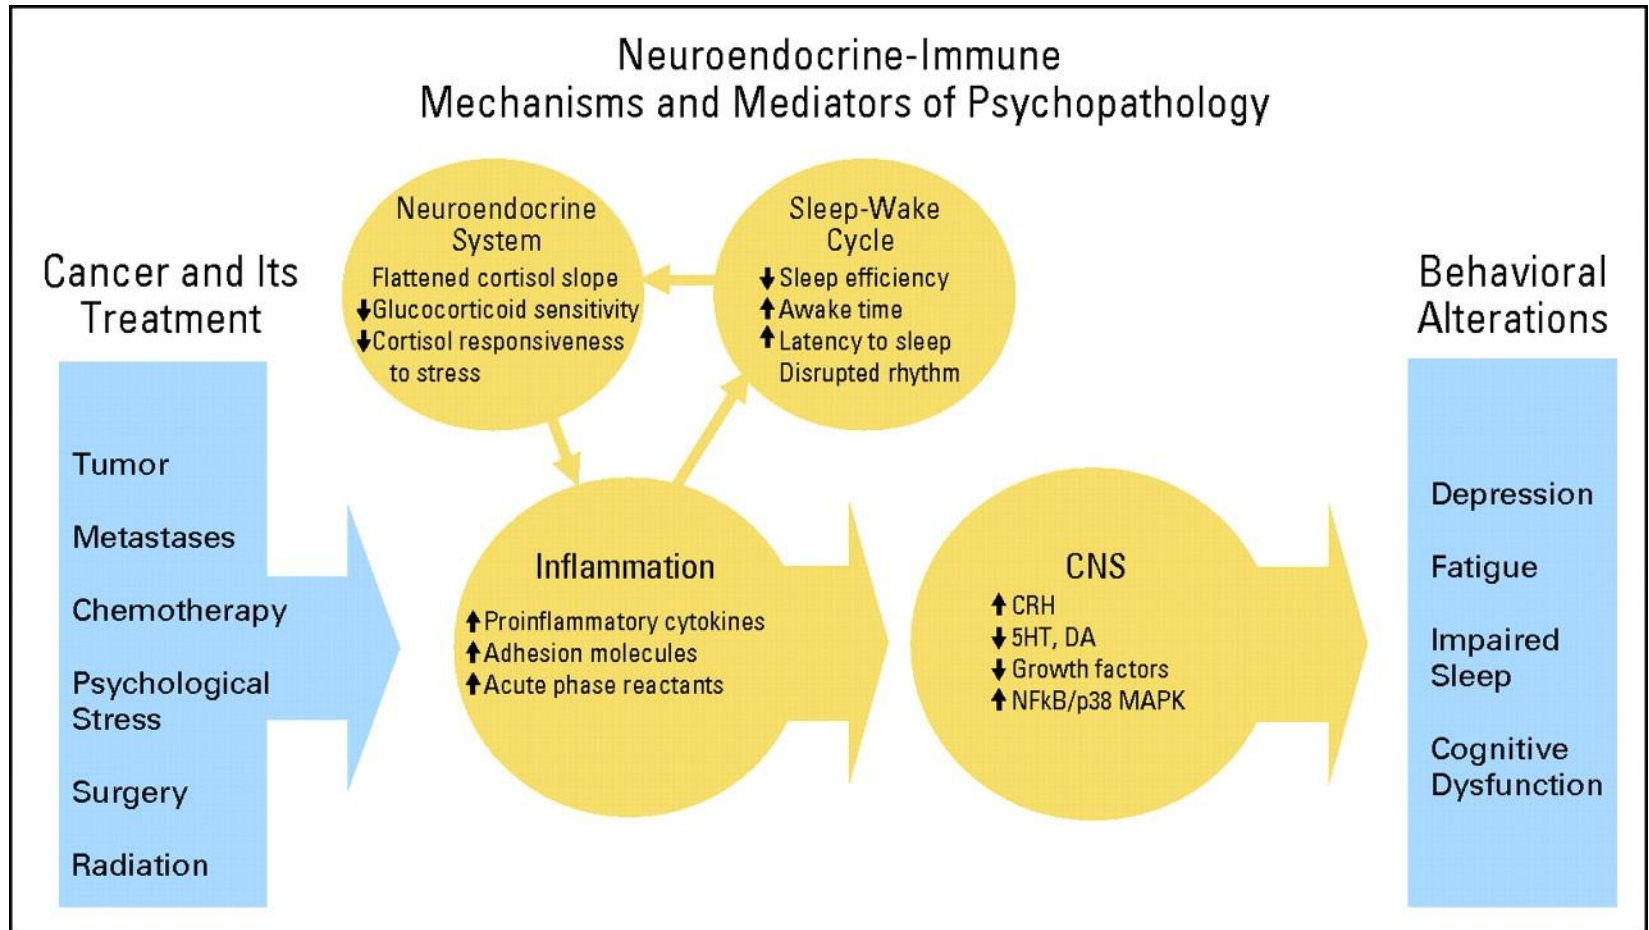 Neuroendocrine-Immune
Mechanisms and Mediators of Psychopathology
Cancer and Its
Treatment
Tumor
Metastases
Chemotherapy
Psychological
Stress
Surgery
Radiation
Neuroendocrine
System
Flattened cortisol slope
↓Glucocorticoid sensitivity
↓Cortisol responsiveness
to stress
Sleep-Wake
Cycle
↓Sleep efficiency
↑Awake time
↑Latency to sleep
Disrupted rhythm
Inflammation
↑Proinflammatory cytokines
↑Adhesion molecules
↑Acute phase reactants
CNS
↑CRH
↓5HT, DA
↓Growth factors
↑NFkB/p38 MAPK
Behavioral
Alterations
Depression
Fatigue
Impaired
Sleep
Cognitive
Dysfunction